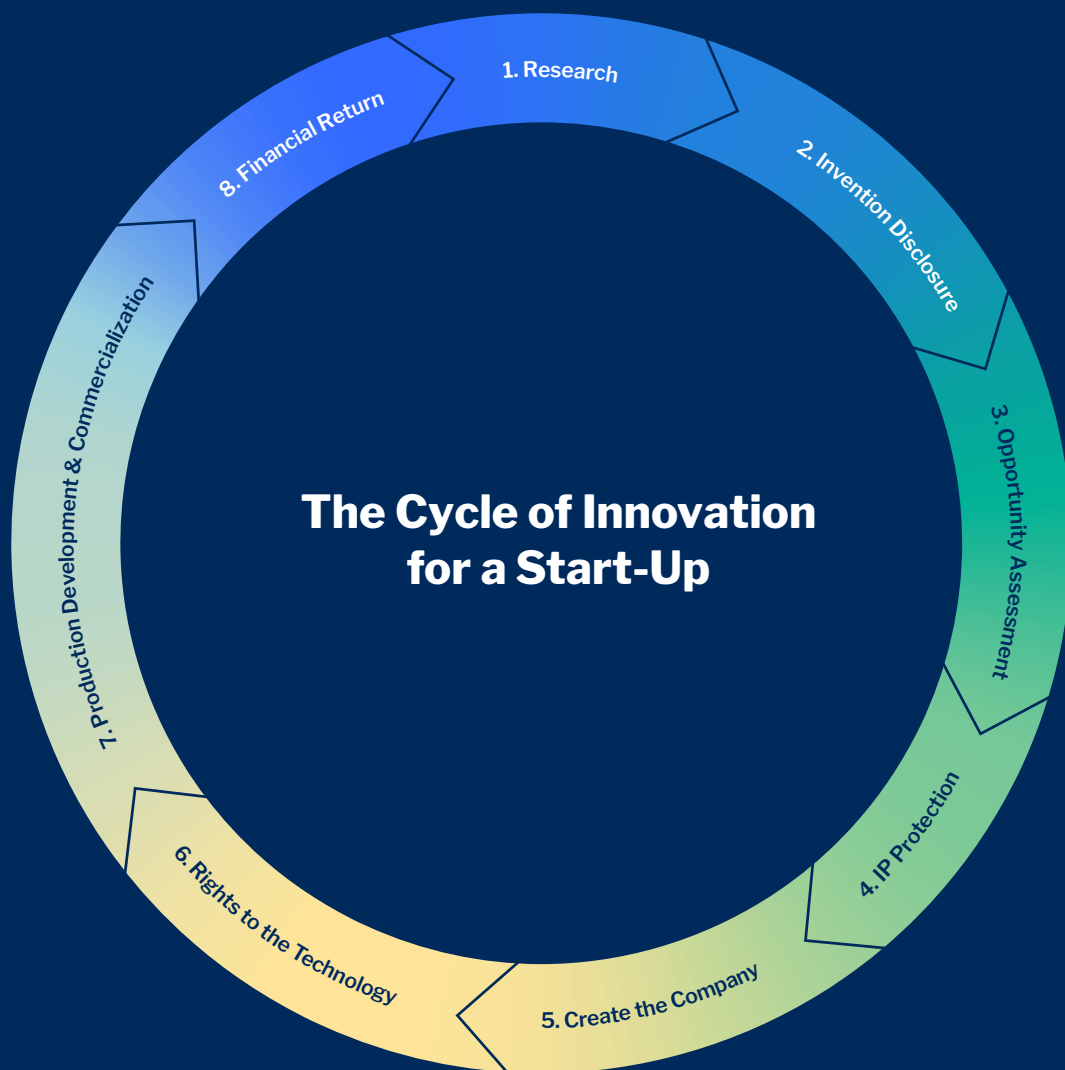 The Cycle of Innovation
for a Start-Up
1. Research
2. Invention Disclosure
3. Opportunity Assessment
4. IP Protection
5. Create the Company
6. Rights to the Technology
7. Production Development & Commercialization
8. Financial Return